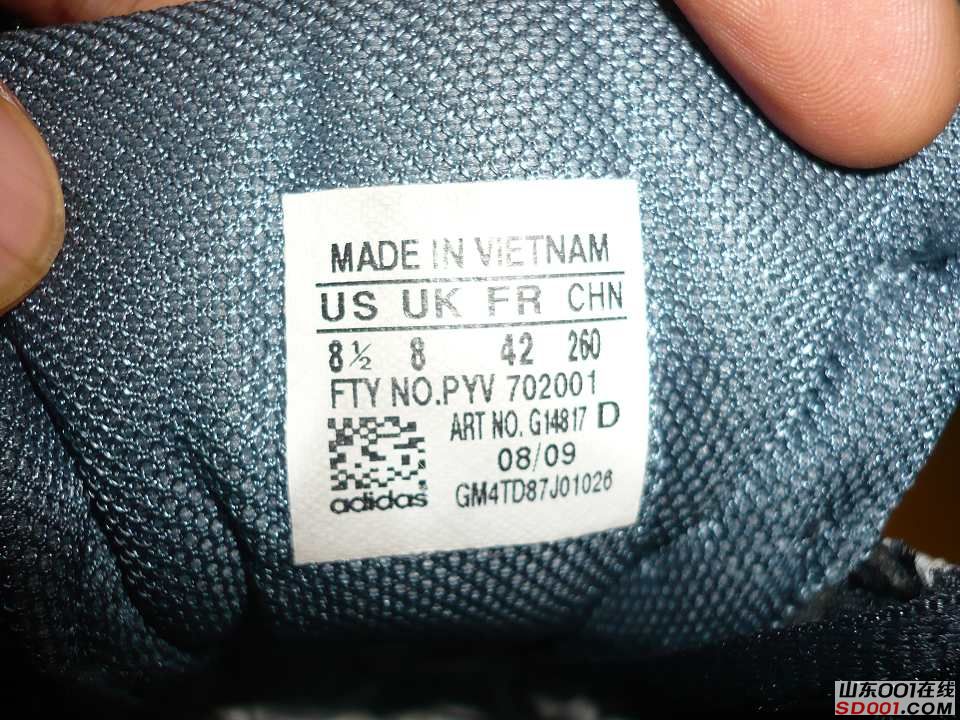 MADE IN VIETNAM
US UK FR CHN
8½ 8 42 260
FTY NO.PYV 702001
ART NO. G14817 D
08/09
adidas GM4TD87J01026
山东001在线
SD001.COM